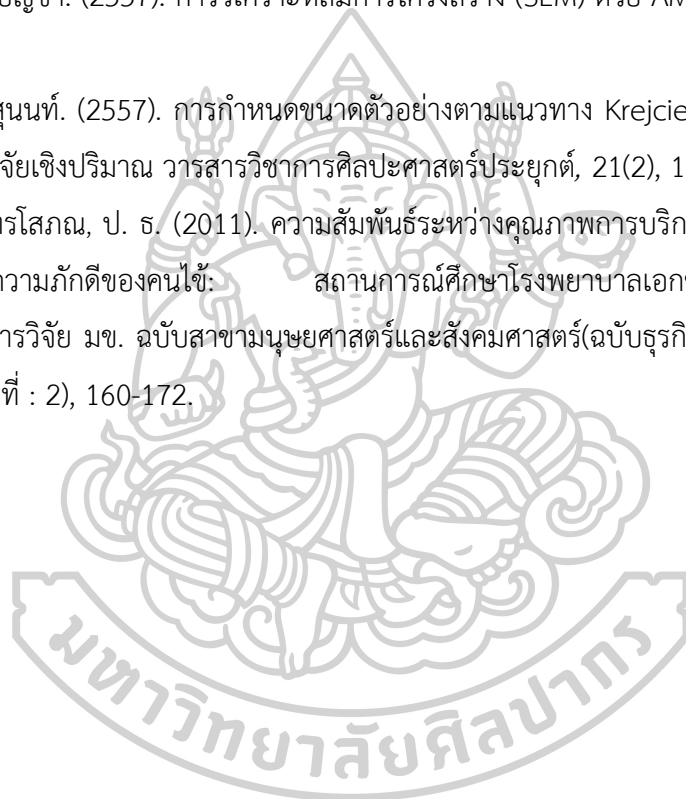 (2557). การวิเคราะห์สมการโครงสร้าง (SEM) ด้วย
สุนนท์. (2557). การกำหนดขนาดตัวอย่างตามแนวทาง Krejcie
จัยเชิงปริมาณ วารสารวิชาการศิลปะศาสตร์ประยุกต์, 21(2),
ทรโสภณ, ป. ธ. (2011). ความสัมพันธ์ระหว่างคุณภาพการบริก
ความภักดีของคนไข้: สถานการณ์ศึกษาโรงพยาบาลเอก
ารวิจัย มข. ฉบับสาขามนุษยศาสตร์และสังคมศาสตร์(ฉบับธุรกิ
ที่ : 2), 160-172.
มหาวิทยาลัยศิลปากร